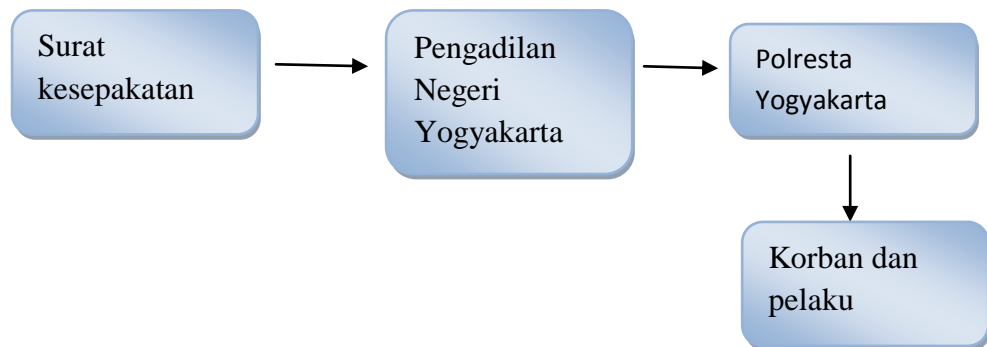 Surat
kesepakatan
Pengadilan
Negeri
Yogyakarta
Polresta
Yogyakarta
Korban dan
pelaku